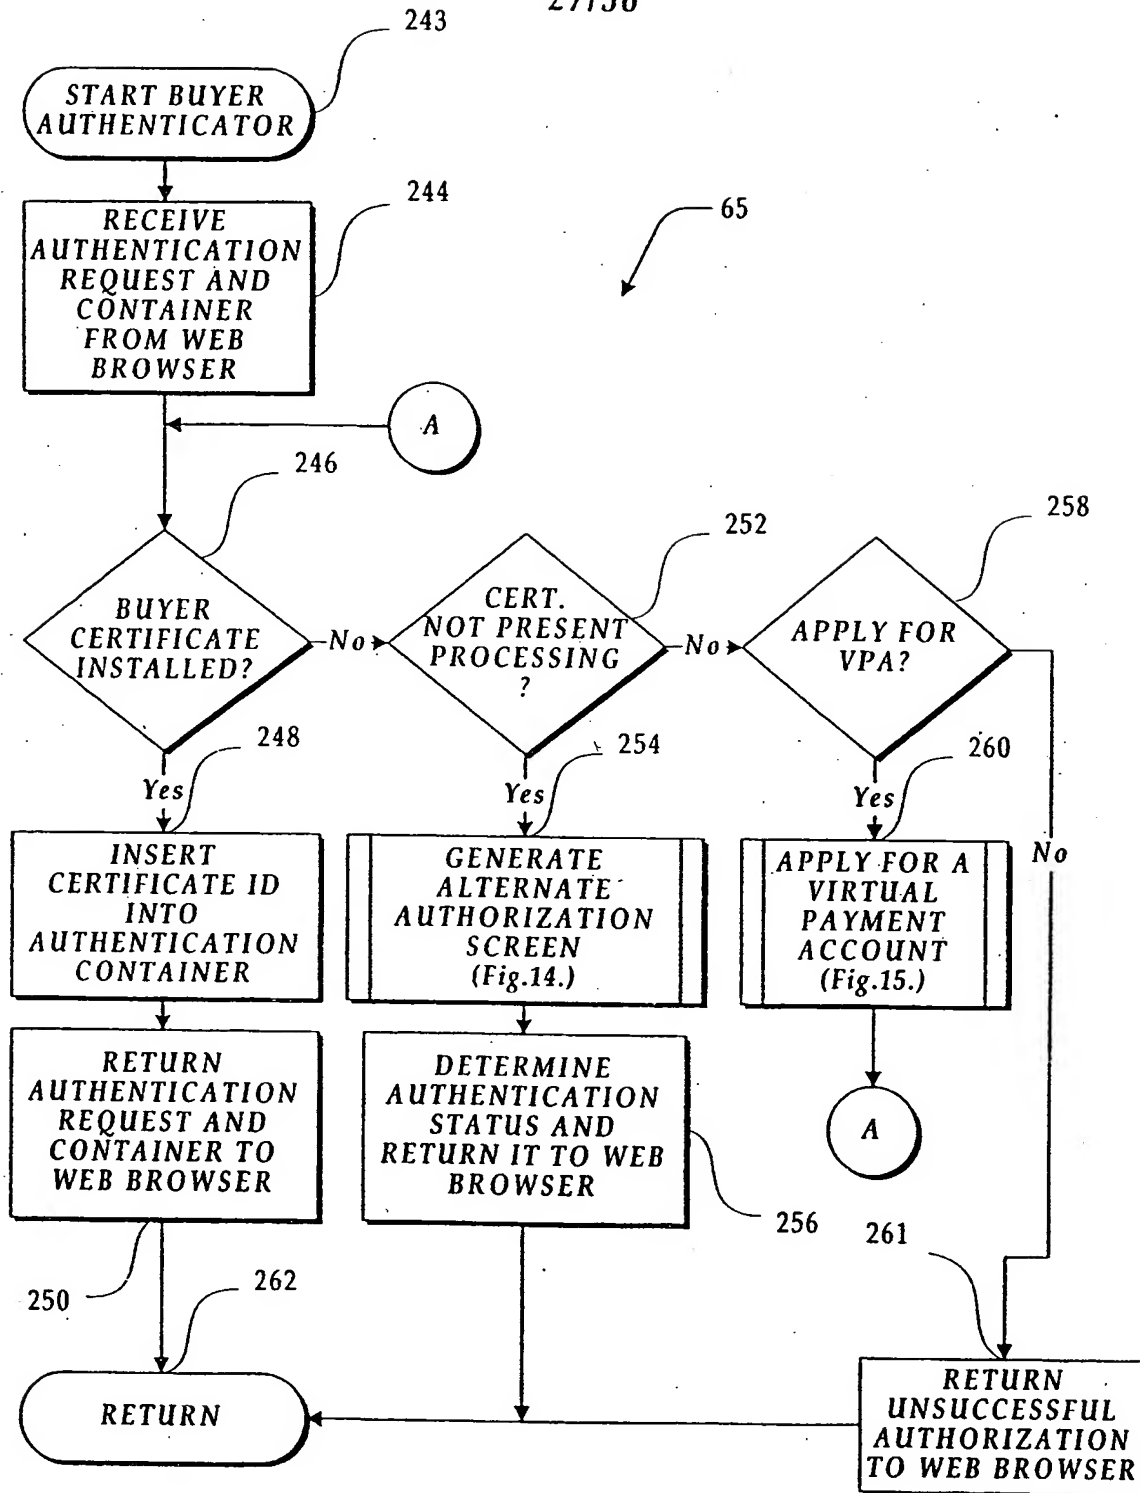 243
START BUYER
AUTHENTICATOR
244
RECEIVE
AUTHENTICATION
REQUEST AND
CONTAINER
FROM WEB
BROWSER
65
A
246
BUYER
CERTIFICATE
INSTALLED?
No
252
CERT.
NOT PRESENT
PROCESSING
?
No
258
APPLY FOR
VPA?
No
Yes
248
INSERT
CERTIFICATE ID
INTO
AUTHENTICATION
CONTAINER
Yes
254
GENERATE
ALTERNATE
AUTHORIZATION
SCREEN
(Fig.14.)
Yes
260
APPLY FOR A
VIRTUAL
PAYMENT
ACCOUNT
(Fig.15.)
RETURN
AUTHENTICATION
REQUEST AND
CONTAINER TO
WEB BROWSER
250
DETERMINE
AUTHENTICATION
STATUS AND
RETURN IT TO WEB
BROWSER
256
A
261
262
RETURN
RETURN
UNSUCCESSFUL
AUTHORIZATION
TO WEB BROWSER